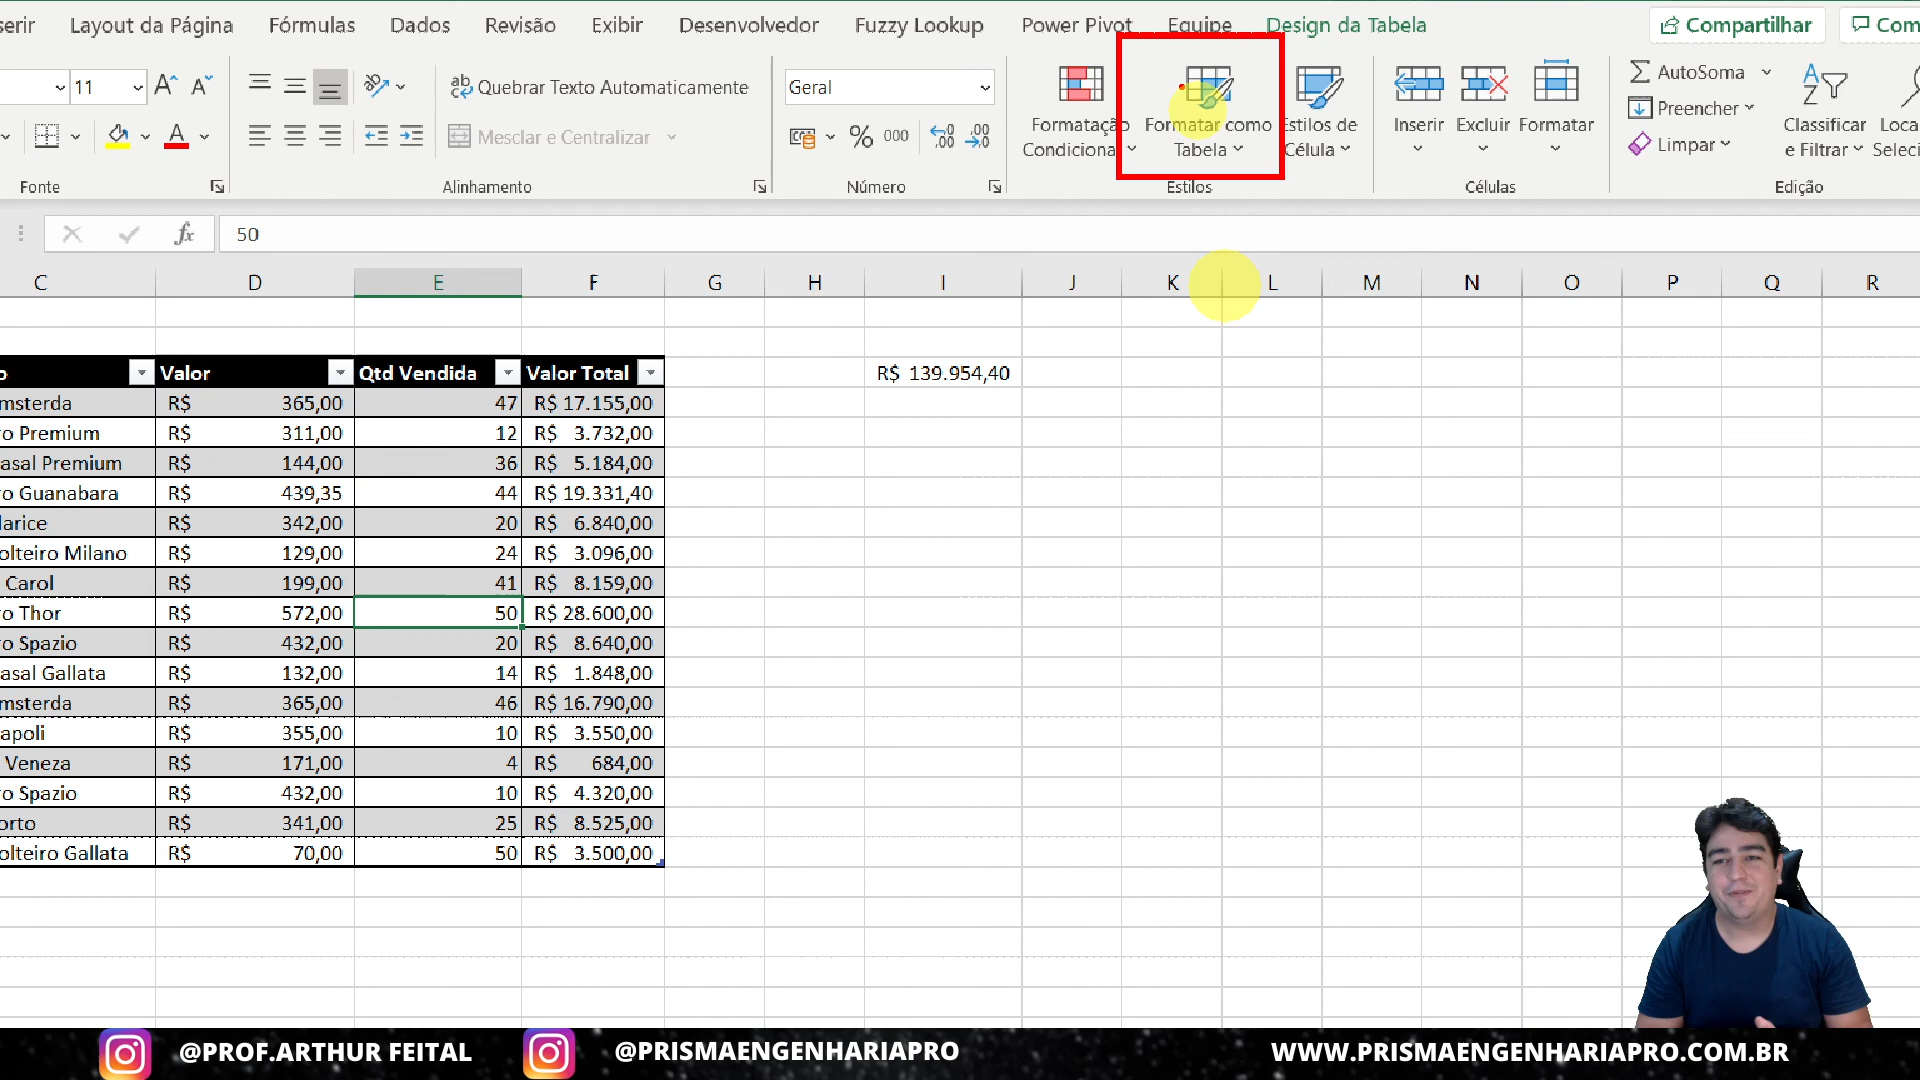 serir Layout da Página Fórmulas Dados Revisão Exibir Desenvolvedor Fuzzy Lookup Power Pivot Equipe Design da Tabela Compartilhar Com
11 Quebrar Texto Automaticamente Geral
Mesclar e Centralizar % 000
Formatação Condicional
Formatar como Tabela
Estilos de Célula
Inserir Excluir Formatar
AutoSoma
Preencher
Limpar
Classificar e Filtrar
Loca
Seleci
Fonte Alinhamento Número Estilos Células Edição
fx 50
C D E F G H I J K L M N O P Q R
o Valor Qtd Vendida Valor Total R$ 139.954,40
msterda R$ 365,00 47 R$ 17.155,00
o Premium R$ 311,00 12 R$ 3.732,00
asal Premium R$ 144,00 36 R$ 5.184,00
o Guanabara R$ 439,35 44 R$ 19.331,40
larice R$ 342,00 20 R$ 6.840,00
olteiro Milano R$ 129,00 24 R$ 3.096,00
Carol R$ 199,00 41 R$ 8.159,00
o Thor R$ 572,00 50 R$ 28.600,00
o Spazio R$ 432,00 20 R$ 8.640,00
asal Gallata R$ 132,00 14 R$ 1.848,00
msterda R$ 365,00 46 R$ 16.790,00
apoli R$ 355,00 10 R$ 3.550,00
Veneza R$ 171,00 4 R$ 684,00
o Spazio R$ 432,00 10 R$ 4.320,00
orto R$ 341,00 25 R$ 8.525,00
olteiro Gallata R$ 70,00 50 R$ 3.500,00
@PROF.ARTHUR FEITAL @PRISMAENGENHARIAPRO WWW.PRISMAENGENHARIAPRO.COM.BR